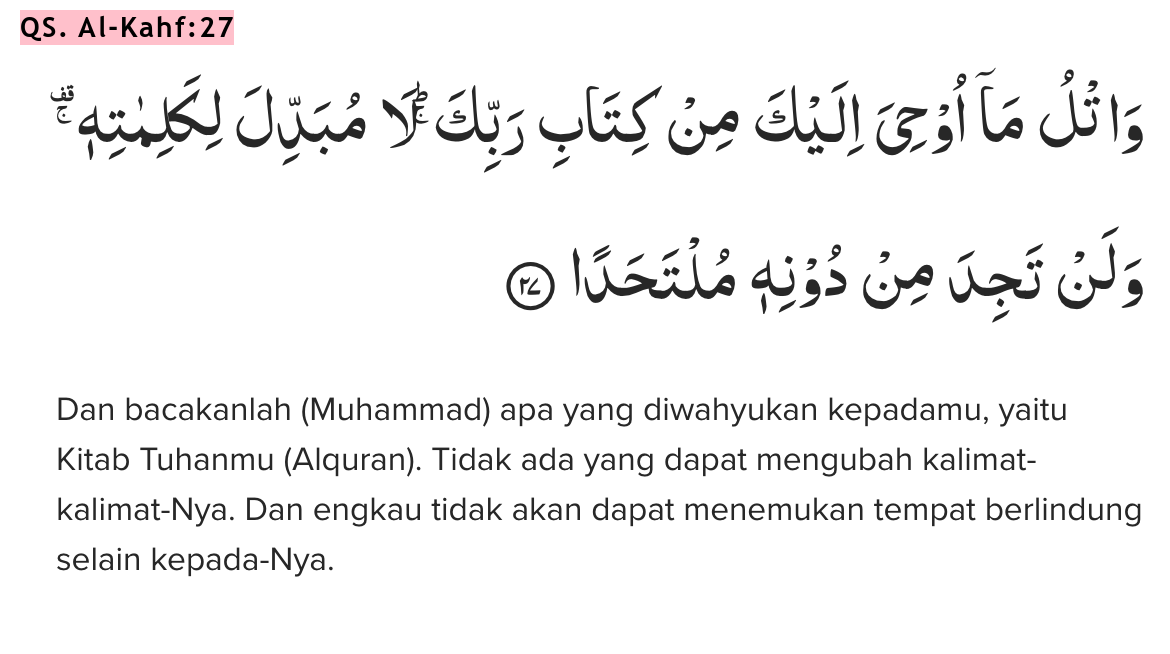 QS. Al-Kahf:27
وَاتْلُ مَآ اُوْحِيَ اِلَيْكَ مِنْ كِتَابِ رَبِّكَۗ لَا مُبَدِّلَ لِكَلِمٰتِهٖۗ
وَلَنْ تَجِدَ مِنْ دُوْنِهٖ مُلْتَحَدًا ٢٧
Dan bacakanlah (Muhammad) apa yang diwahyukan kepadamu, yaitu
Kitab Tuhanmu (Alquran). Tidak ada yang dapat mengubah kalimat-
kalimat-Nya. Dan engkau tidak akan dapat menemukan tempat berlindung
selain kepada-Nya.